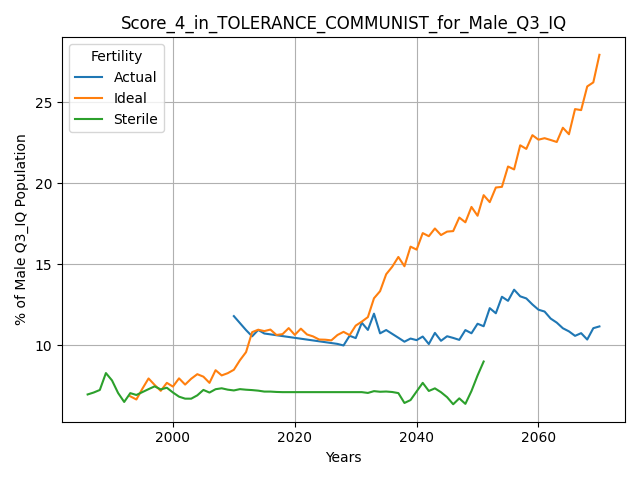 Score_4_in_TOLERANCE_COMMUNIST_for_Male_Q3_IQ
Fertility
Actual
Ideal
Sterile
% of Male Q3_IQ Population
25
20
15
10
2000 2020 2040 2060
Years